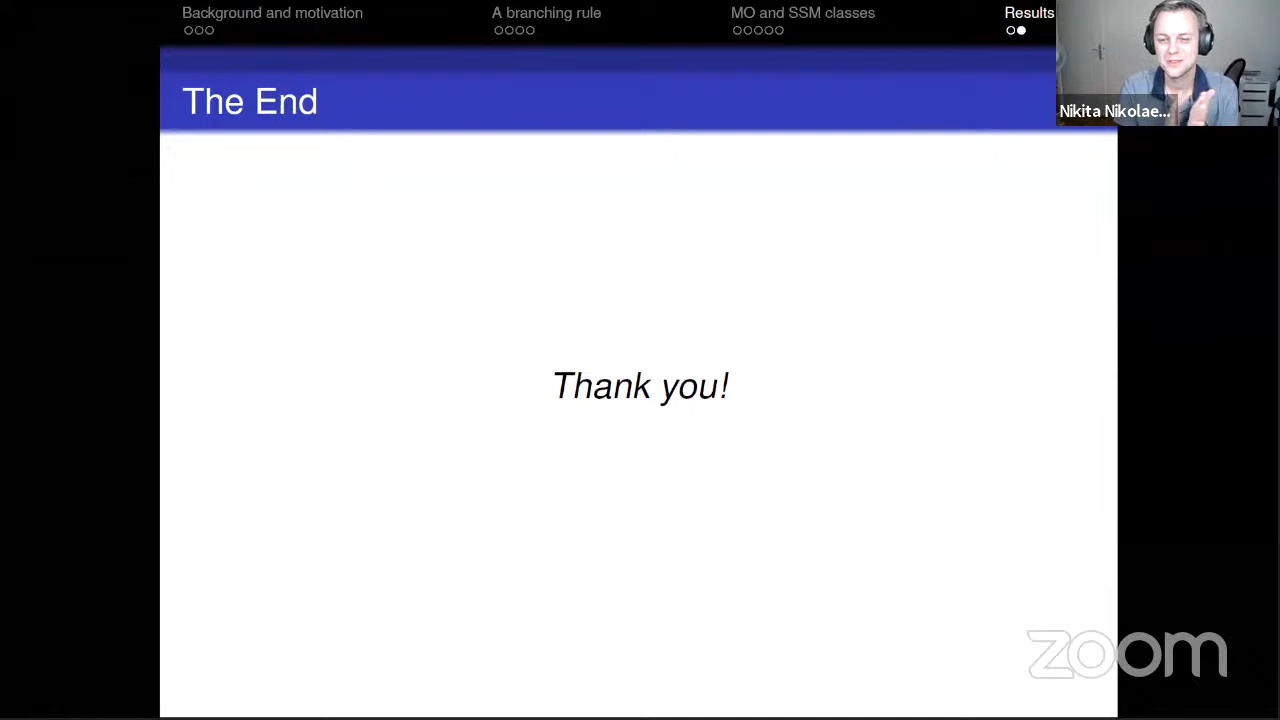 Background and motivation
A branching rule
MO and SSM classes
Results
The End
Nikita Nikolae...
Thank you!
zoom